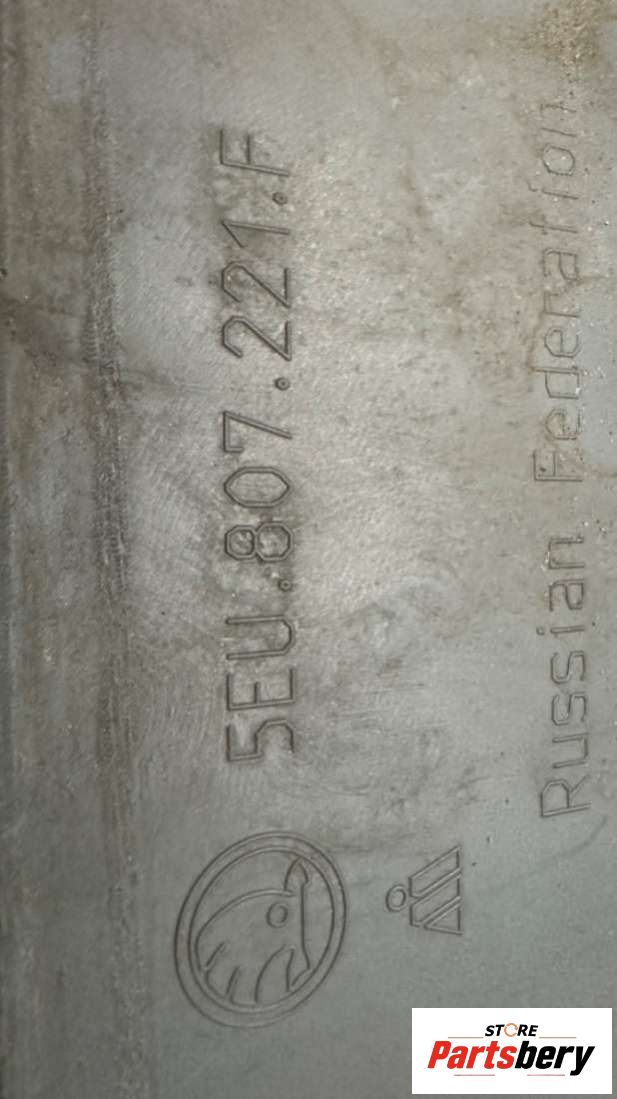 5EU.807.221.F
Russian Federation
STORE
Partsbery